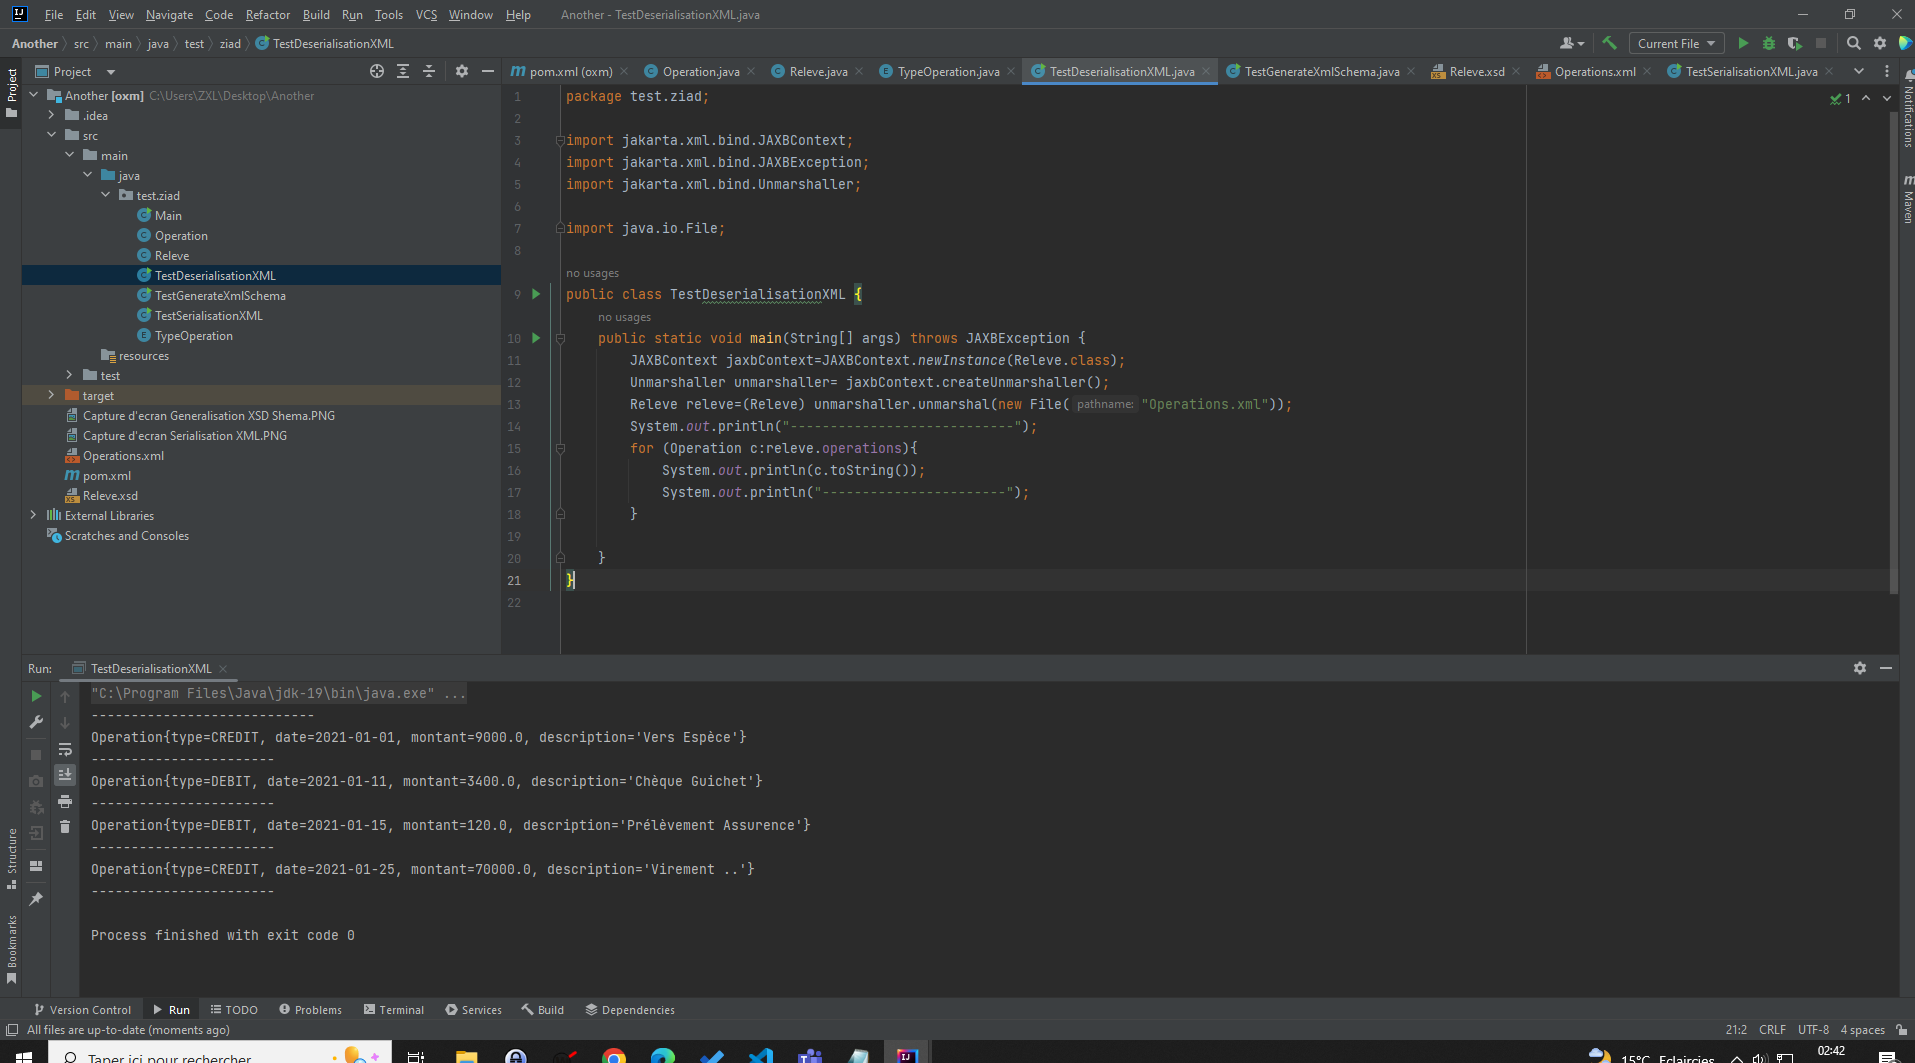 File Edit View Navigate Code Refactor Build Run Tools VCS Window Help Another - TestDeserialisationXML.java
Another src main java test ziad TestDeserialisationXML
Current File
Project
pom.xml (oxm) Operation.java Releve.java TypeOperation.java TestDeserialisationXML.java TestGenerateXmlSchema.java Releve.xsd Operations.xml TestSerialisationXML.java
Project
Notifications
Maven
Another [oxm] C:\Users\ZXL\Desktop\Another
.idea
src
main
java
test.ziad
Main
Operation
Releve
TestDeserialisationXML
TestGenerateXmlSchema
TestSerialisationXML
TypeOperation
resources
test
target
Capture d'ecran Generalisation XSD Shema.PNG
Capture d'ecran Serialisation XML.PNG
Operations.xml
pom.xml
Releve.xsd
External Libraries
Scratches and Consoles
1 package test.ziad;
1
2
3 import jakarta.xml.bind.JAXBContext;
4 import jakarta.xml.bind.JAXBException;
5 import jakarta.xml.bind.Unmarshaller;
6
7 import java.io.File;
8
no usages
9 public class TestDeserialisationXML {
no usages
10 public static void main(String[] args) throws JAXBException {
11 JAXBContext jaxbContext=JAXBContext.newInstance(Releve.class);
12 Unmarshaller unmarshaller= jaxbContext.createUnmarshaller();
13 Releve releve=(Releve) unmarshaller.unmarshal(new File( pathname: "Operations.xml"));
14 System.out.println("----------------------------");
15 for (Operation c:releve.operations){
16 System.out.println(c.toString());
17 System.out.println("-----------------------");
18 }
19
20 }
21 }
22
Run: TestDeserialisationXML
"C:\Program Files\Java\jdk-19\bin\java.exe" ...
----------------------------
Operation{type=CREDIT, date=2021-01-01, montant=9000.0, description='Vers Espèce'}
-----------------------
Operation{type=DEBIT, date=2021-01-11, montant=3400.0, description='Chèque Guichet'}
-----------------------
Operation{type=DEBIT, date=2021-01-15, montant=120.0, description='Prélèvement Assurence'}
-----------------------
Operation{type=CREDIT, date=2021-01-25, montant=70000.0, description='Virement ..'}
-----------------------
Process finished with exit code 0
Structure
Bookmarks
Version Control Run TODO Problems Terminal Services Build Dependencies
All files are up-to-date (moments ago) 21:2 CRLF UTF-8 4 spaces
Taper ici pour rechercher 15°C Eclaircies 02:42